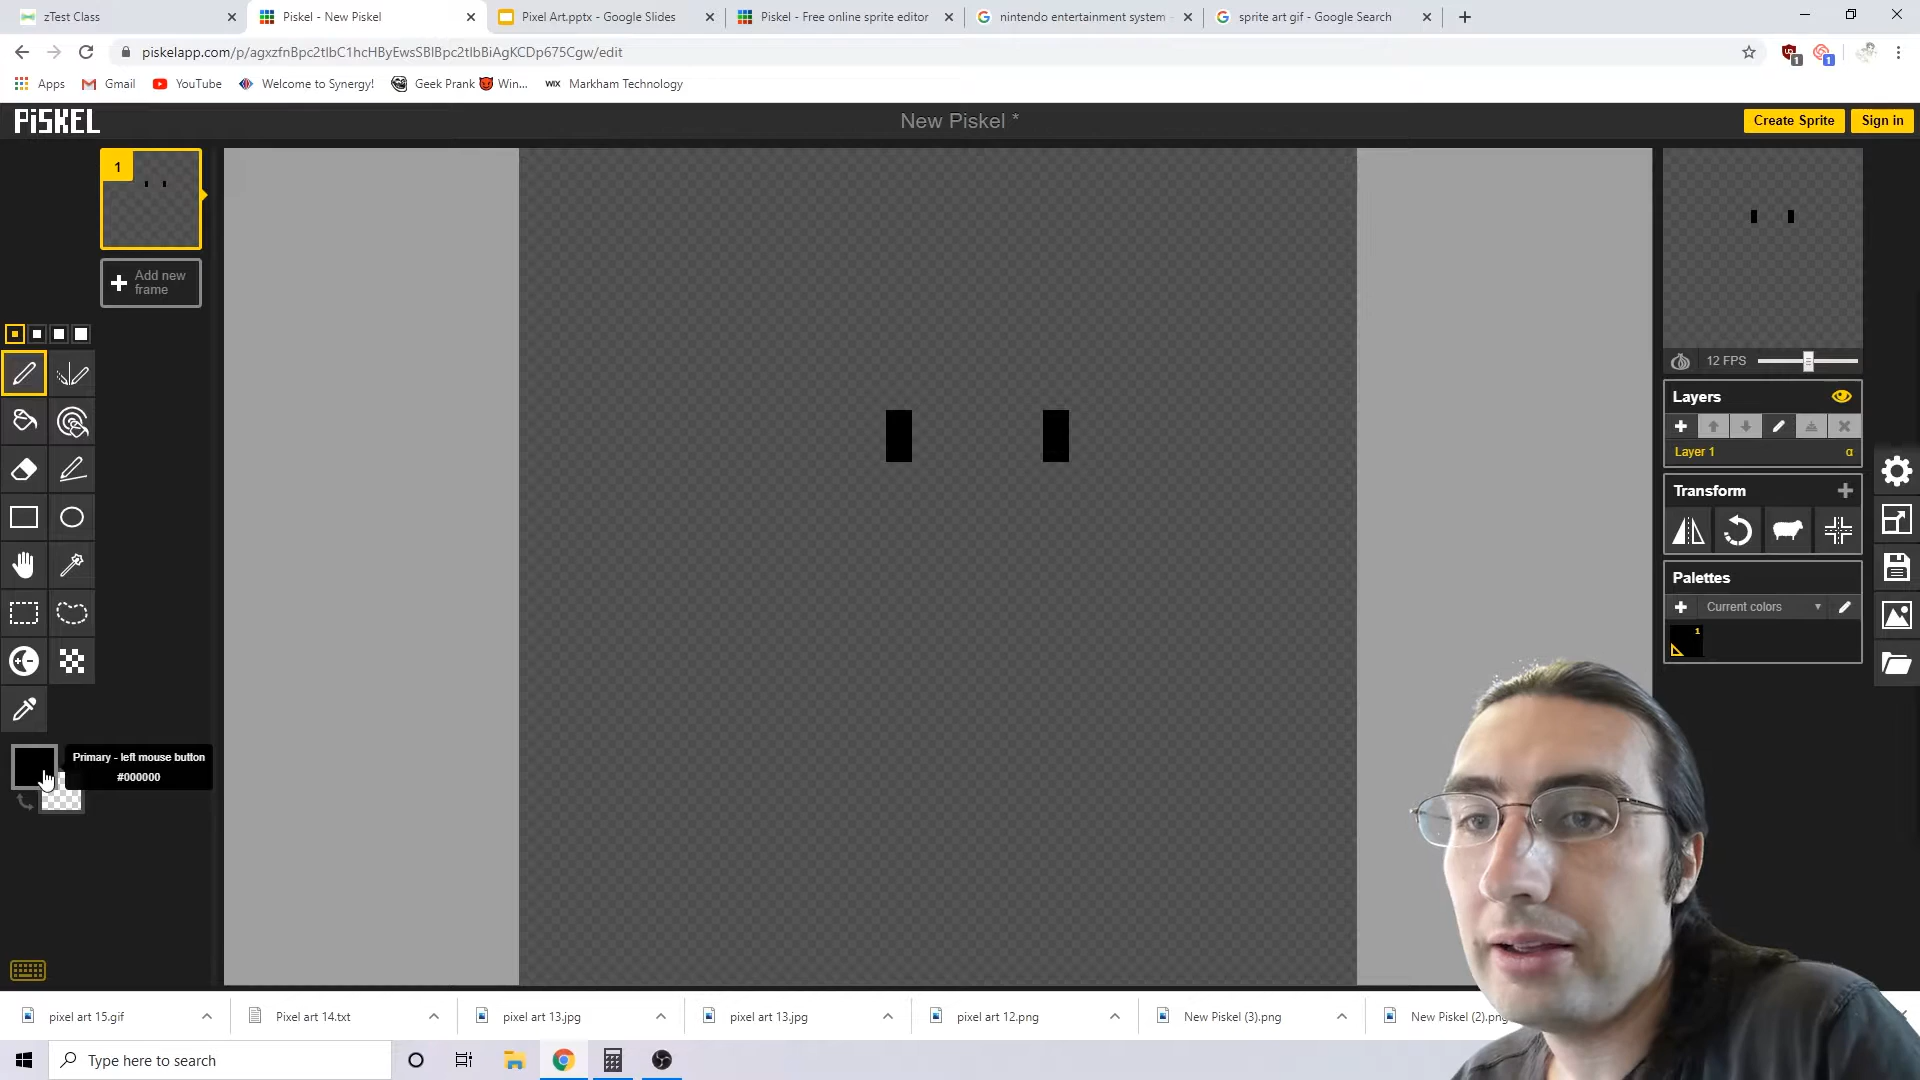 zTest Class
Piskel - New Piskel
Pixel Art.pptx - Google Slides
Piskel - Free online sprite editor
nintendo entertainment system -
sprite art gif - Google Search
piskelapp.com/p/agxzfnBpc2tlbC1hcHByEwsSBlBpc2tlbBiAgKCDp675Cgw/edit
1
1
Apps
Gmail
YouTube
Welcome to Synergy!
Geek Prank 😈 Win...
WIX
Markham Technology
PiSKEL
New Piskel *
Create Sprite
Sign in
1
Add new
frame
12 FPS
Layers
Layer 1
α
Transform
Palettes
Current colors
1
Primary - left mouse button
#000000
pixel art 15.gif
Pixel art 14.txt
pixel art 13.jpg
pixel art 13.jpg
pixel art 12.png
New Piskel (3).png
New Piskel (2).png
Type here to search